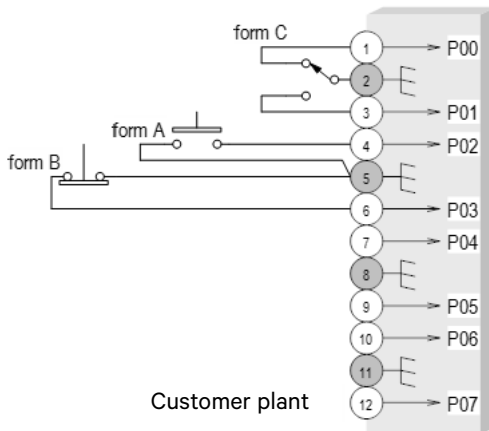 form C
1
P00
2
3
P01
form A
4
P02
form B
5
6
P03
7
P04
8
9
P05
10
P06
11
Customer plant
12
P07